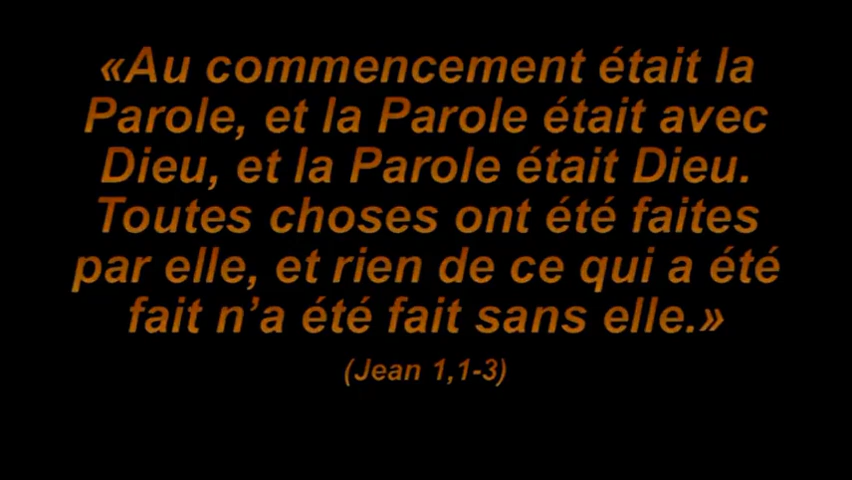 «Au commencement était la
Parole, et la Parole était avec
Dieu, et la Parole était Dieu.
Toutes choses ont été faites
par elle, et rien de ce qui a été
fait n’a été fait sans elle.»
(Jean 1,1-3)